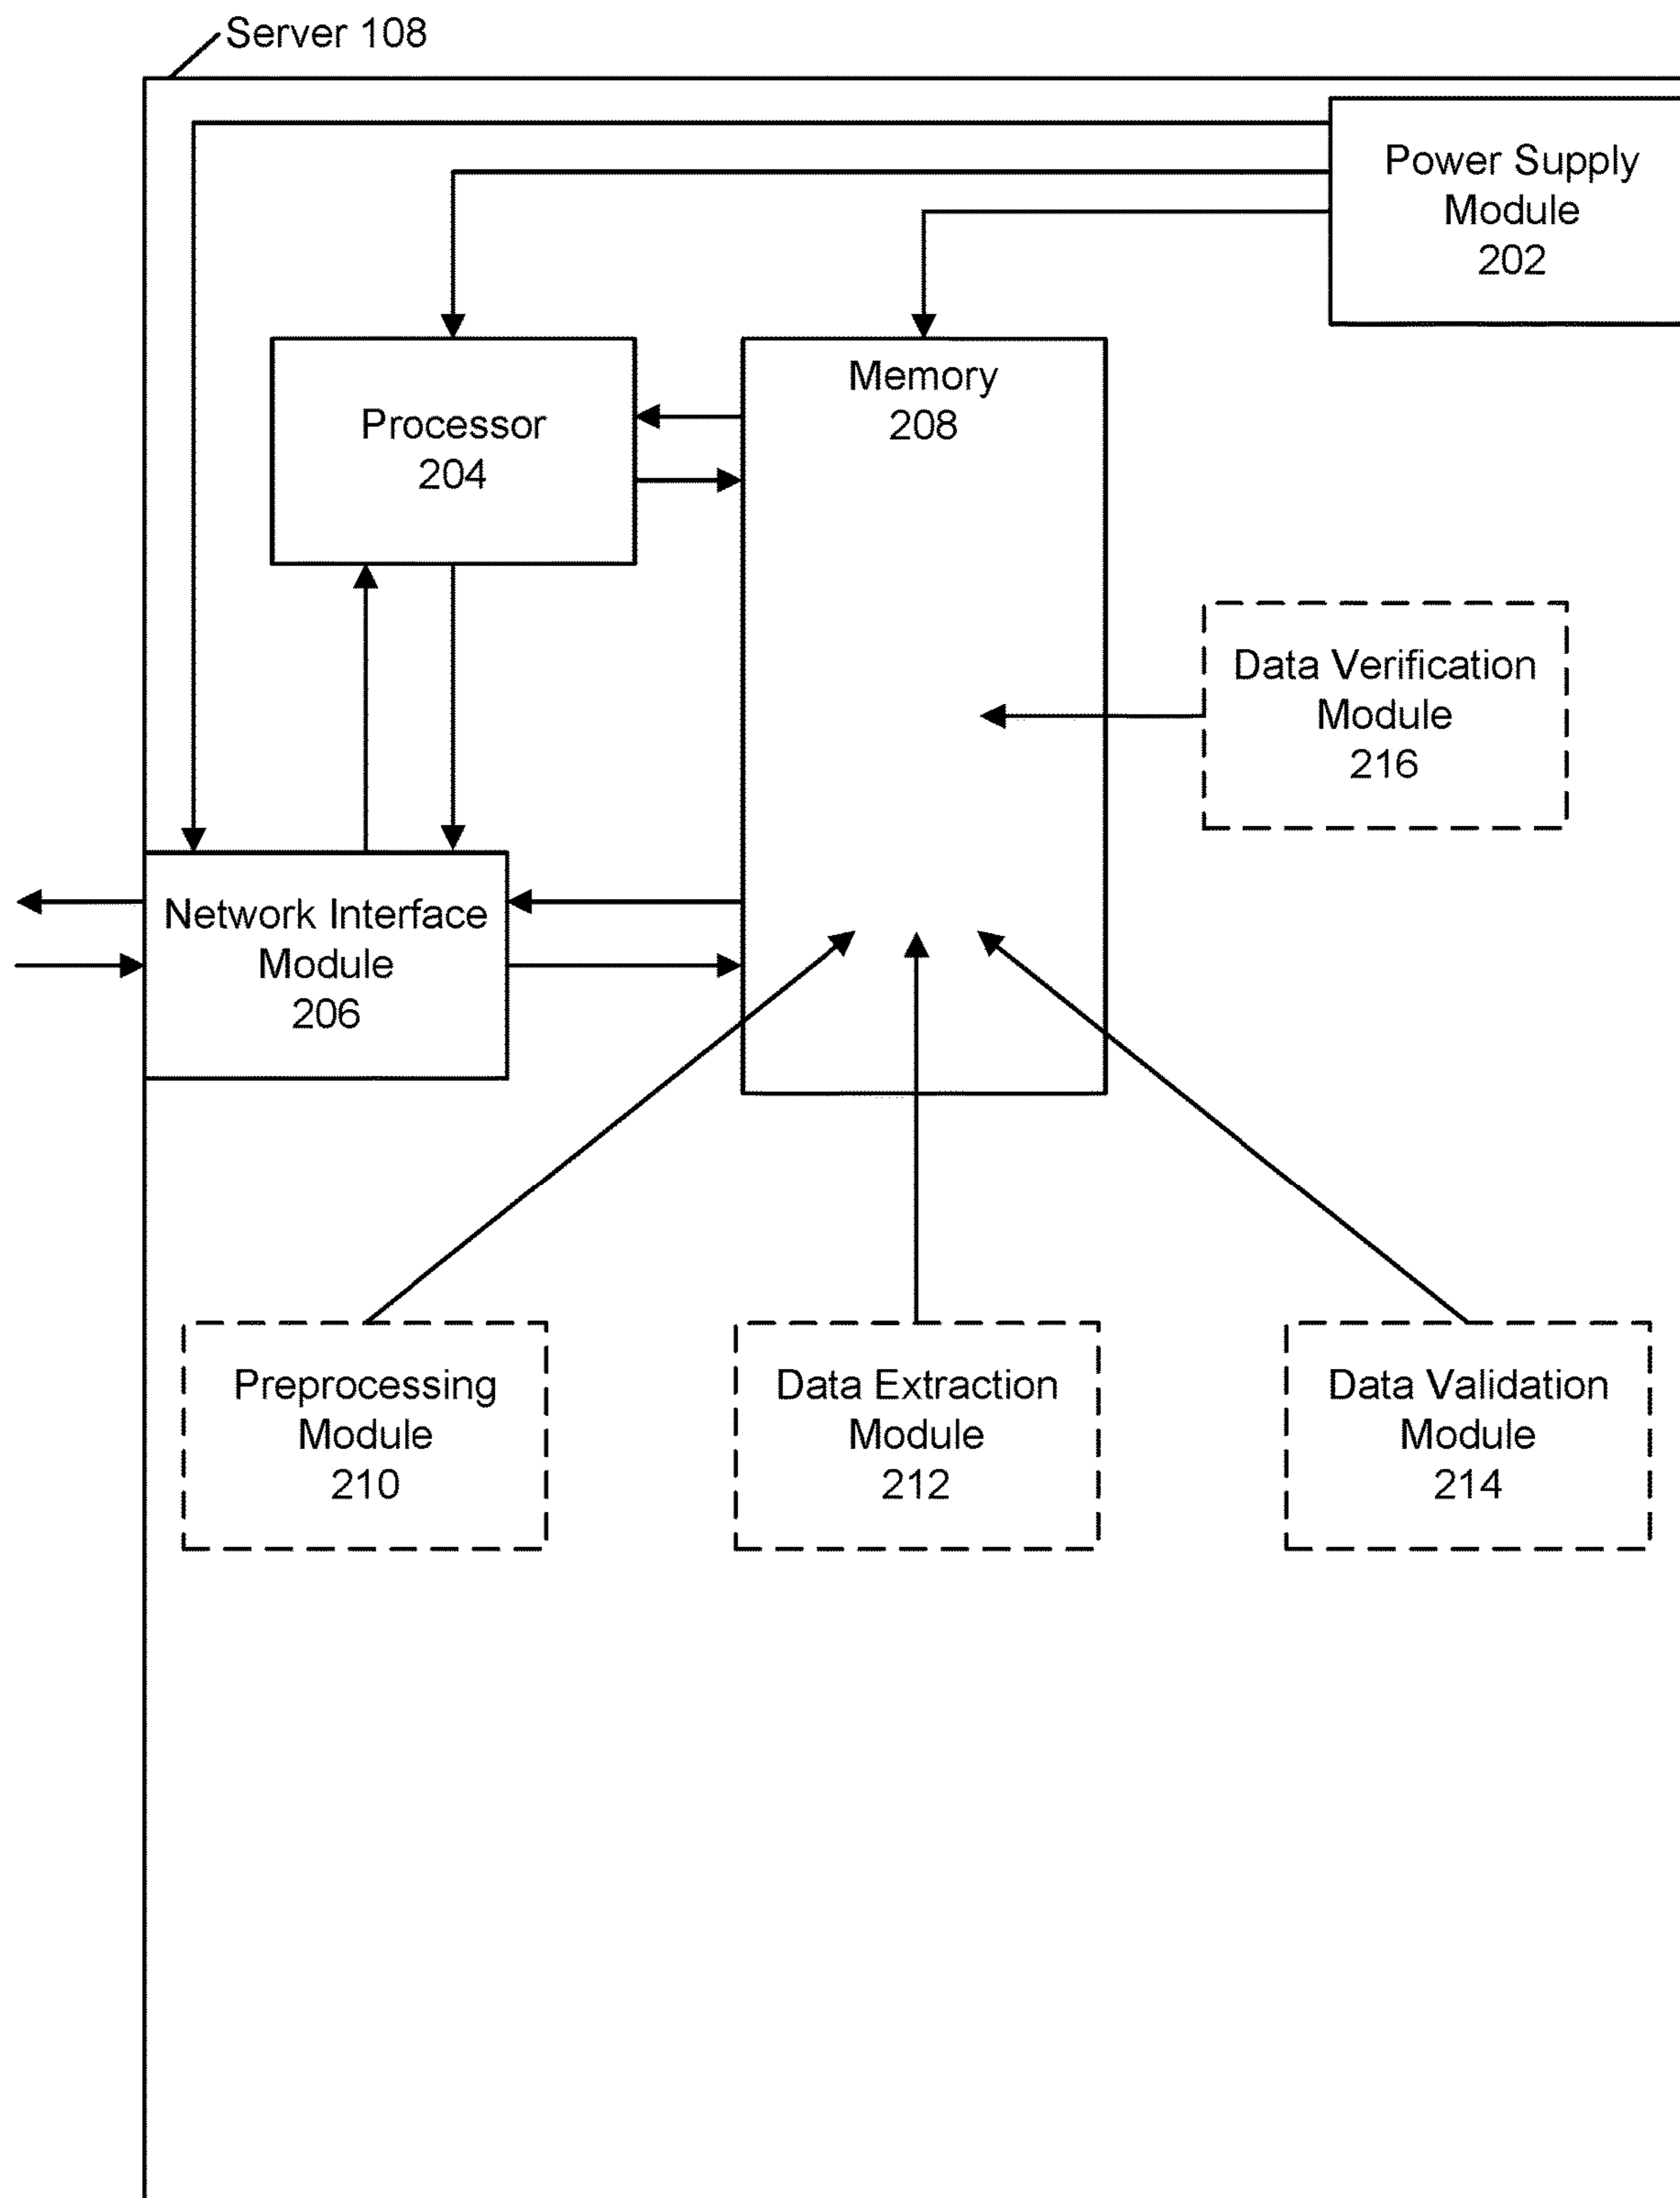 Server 108
Power Supply
Module
202
Memory
208
Processor
204
Data Verification
Module
216
Network Interface
Module
206
Preprocessing
Module
210
Data Extraction
Module
212
Data Validation
Module
214